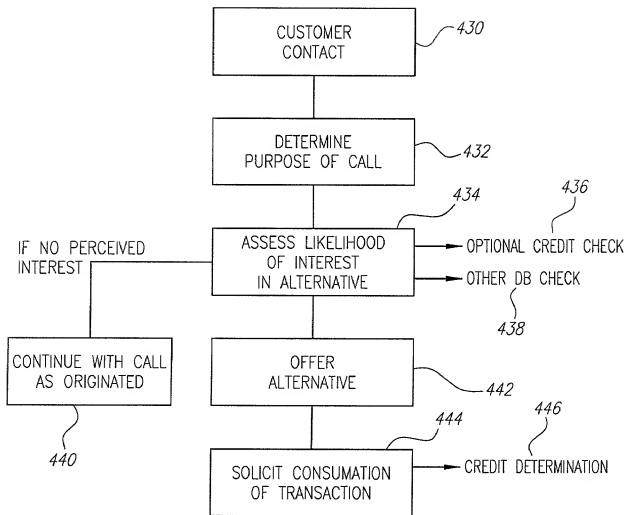 CUSTOMER
CONTACT
430
DETERMINE
PURPOSE OF CALL
432
434
436
IF NO PERCEIVED
INTEREST
ASSESS LIKELIHOOD
OF INTEREST
IN ALTERNATIVE
OPTIONAL CREDIT CHECK
OTHER DB CHECK
438
CONTINUE WITH CALL
AS ORIGINATED
440
OFFER
ALTERNATIVE
442
444
446
SOLICIT CONSUMATION
OF TRANSACTION
CREDIT DETERMINATION